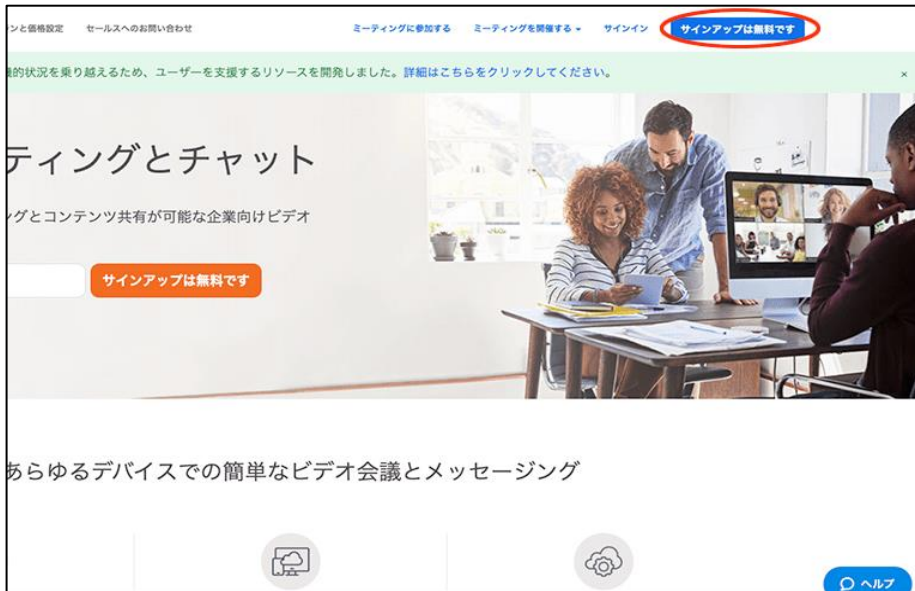 ンと価格設定 セールスへのお問い合わせ ミーティングに参加する ミーティングを開催する サインイン サインアップは無料です
機的状況を乗り越えるため、ユーザーを支援するリソースを開発しました。詳細はこちらをクリックしてください。 ×
ティングとチャット
ングとコンテンツ共有が可能な企業向けビデオ
サインアップは無料です
あらゆるデバイスでの簡単なビデオ会議とメッセージング
ヘルプ